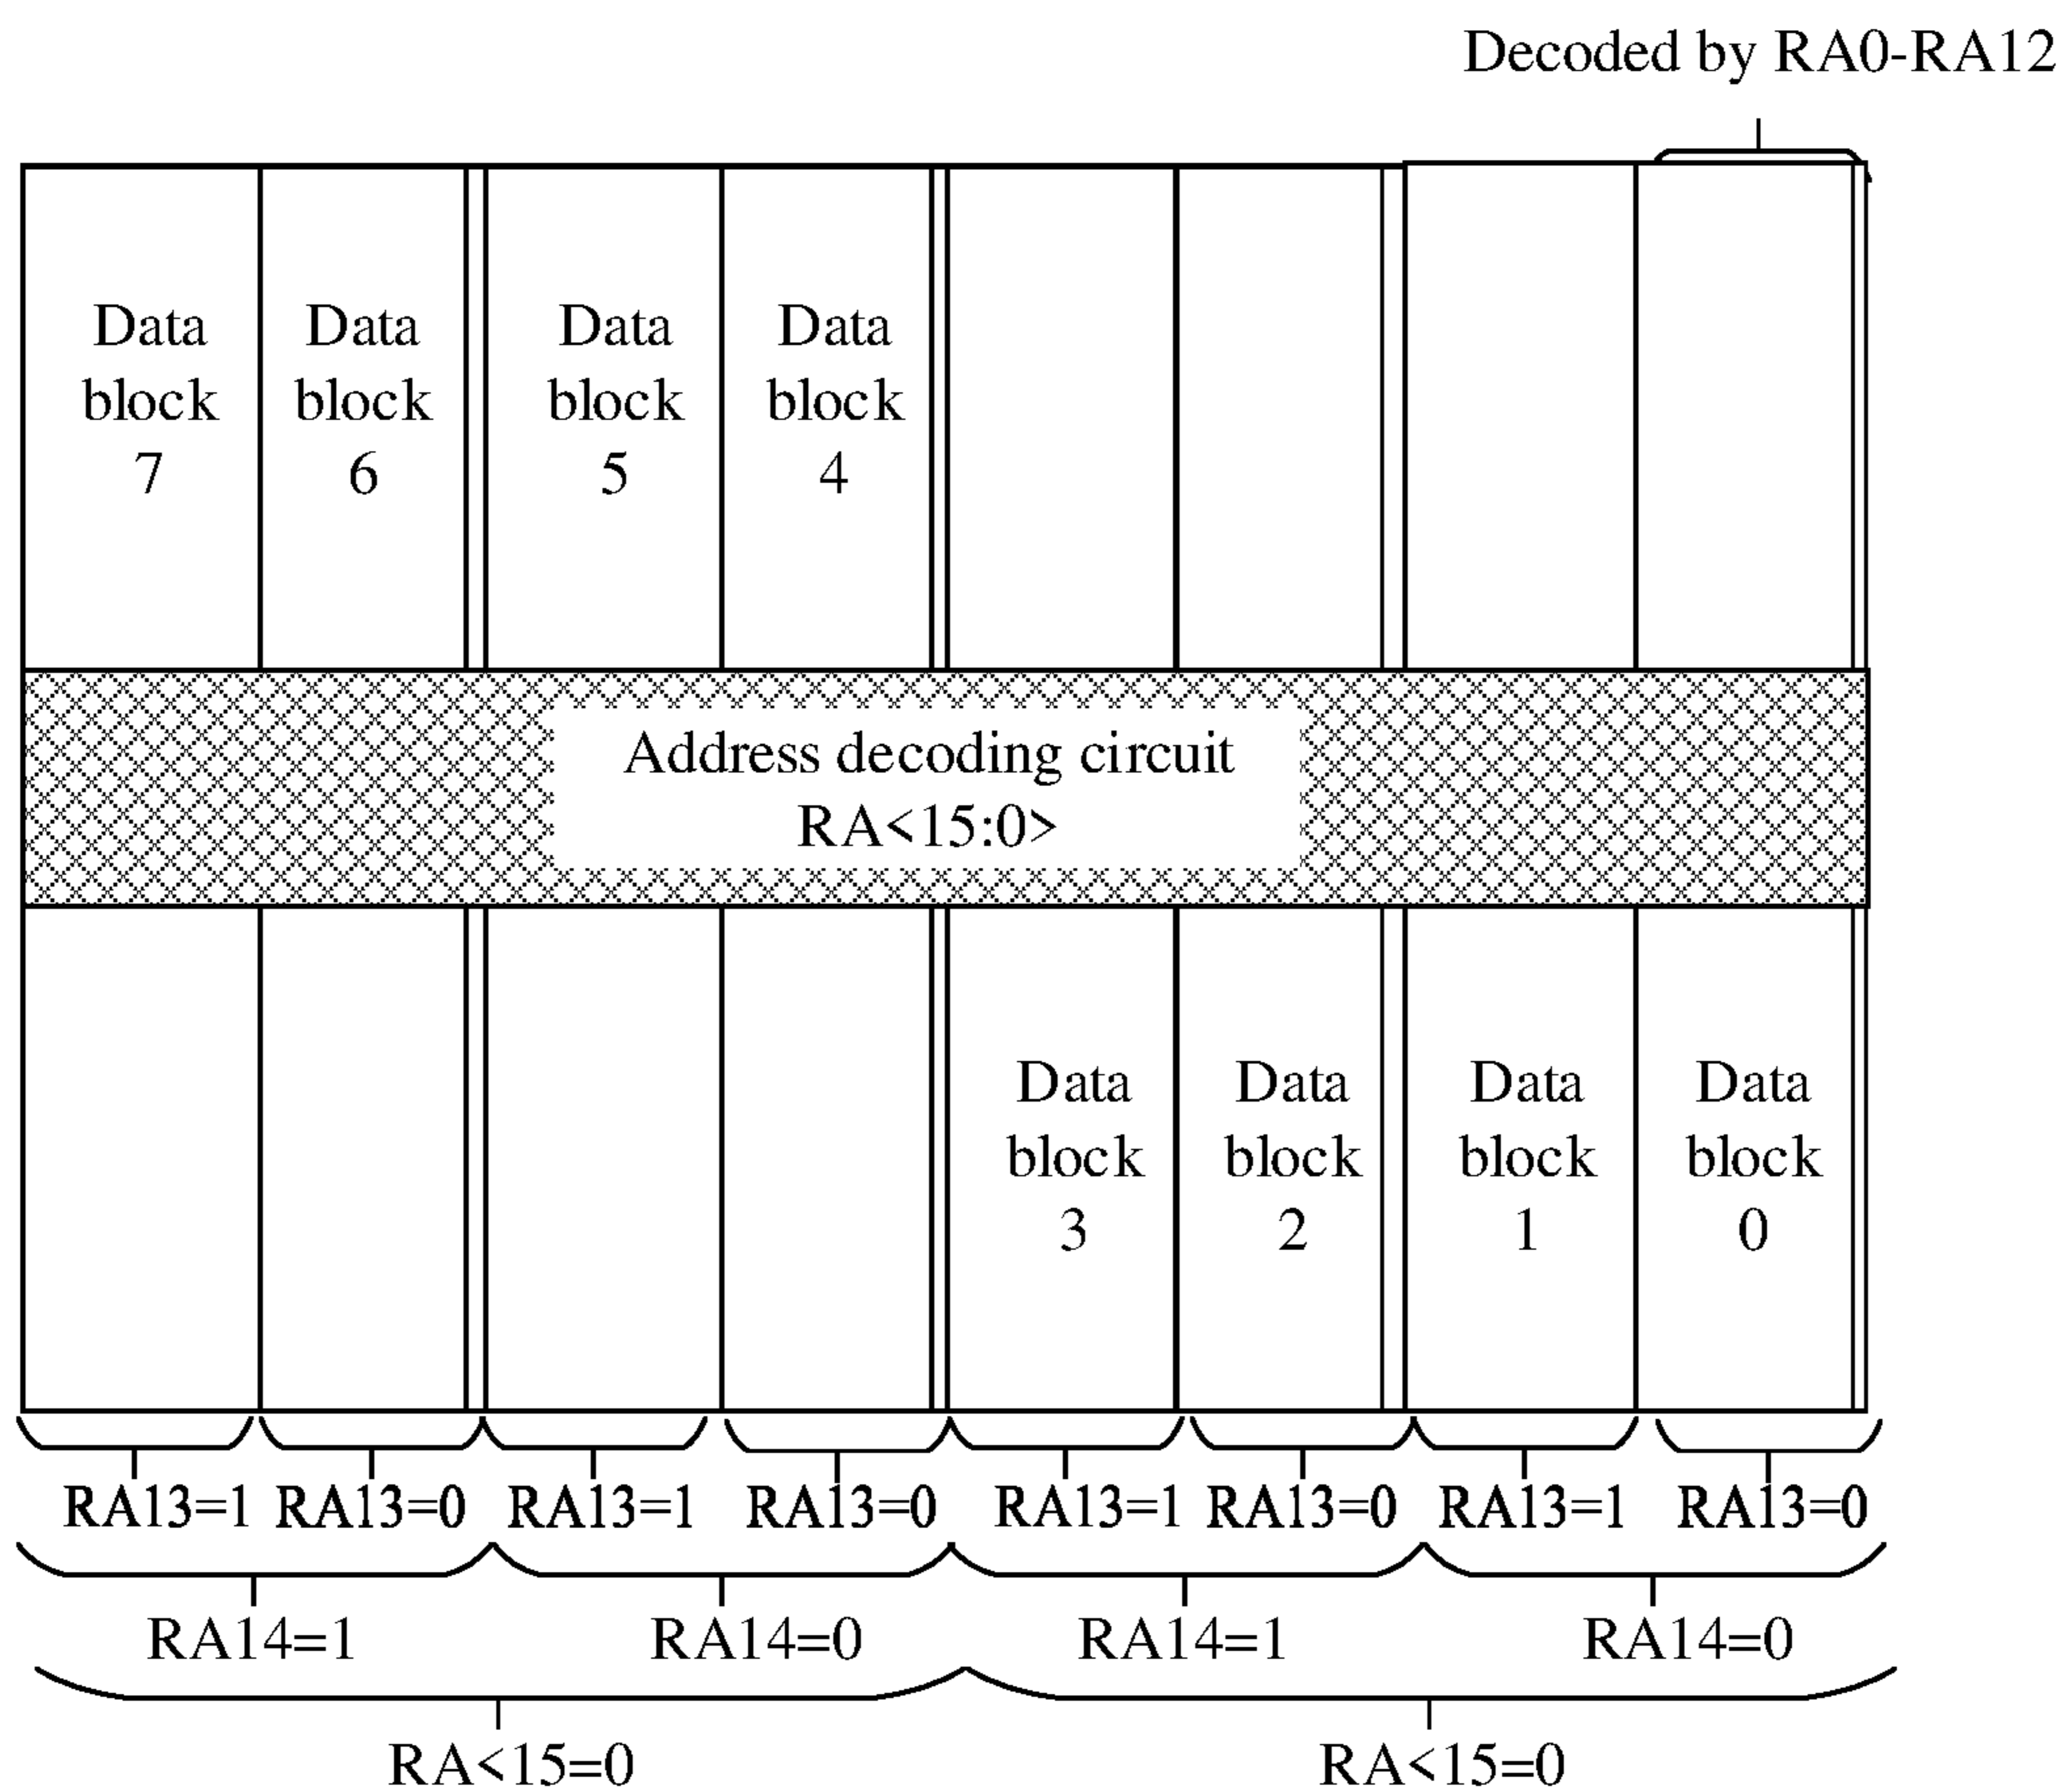 Decoded by RA0-RA12
Data
block
7
Data
block
6
Data
block
5
Data
block
4
Address decoding circuit
RA<15:0>
Data
block
3
Data
block
2
Data
block
1
Data
block
0
RA13=1
RA13=0
RA13=1
RA13=0
RA13=1
RA13=0
RA13=1
RA13=0
RA14=1
RA14=0
RA14=1
RA14=0
RA<15=0
RA<15=0